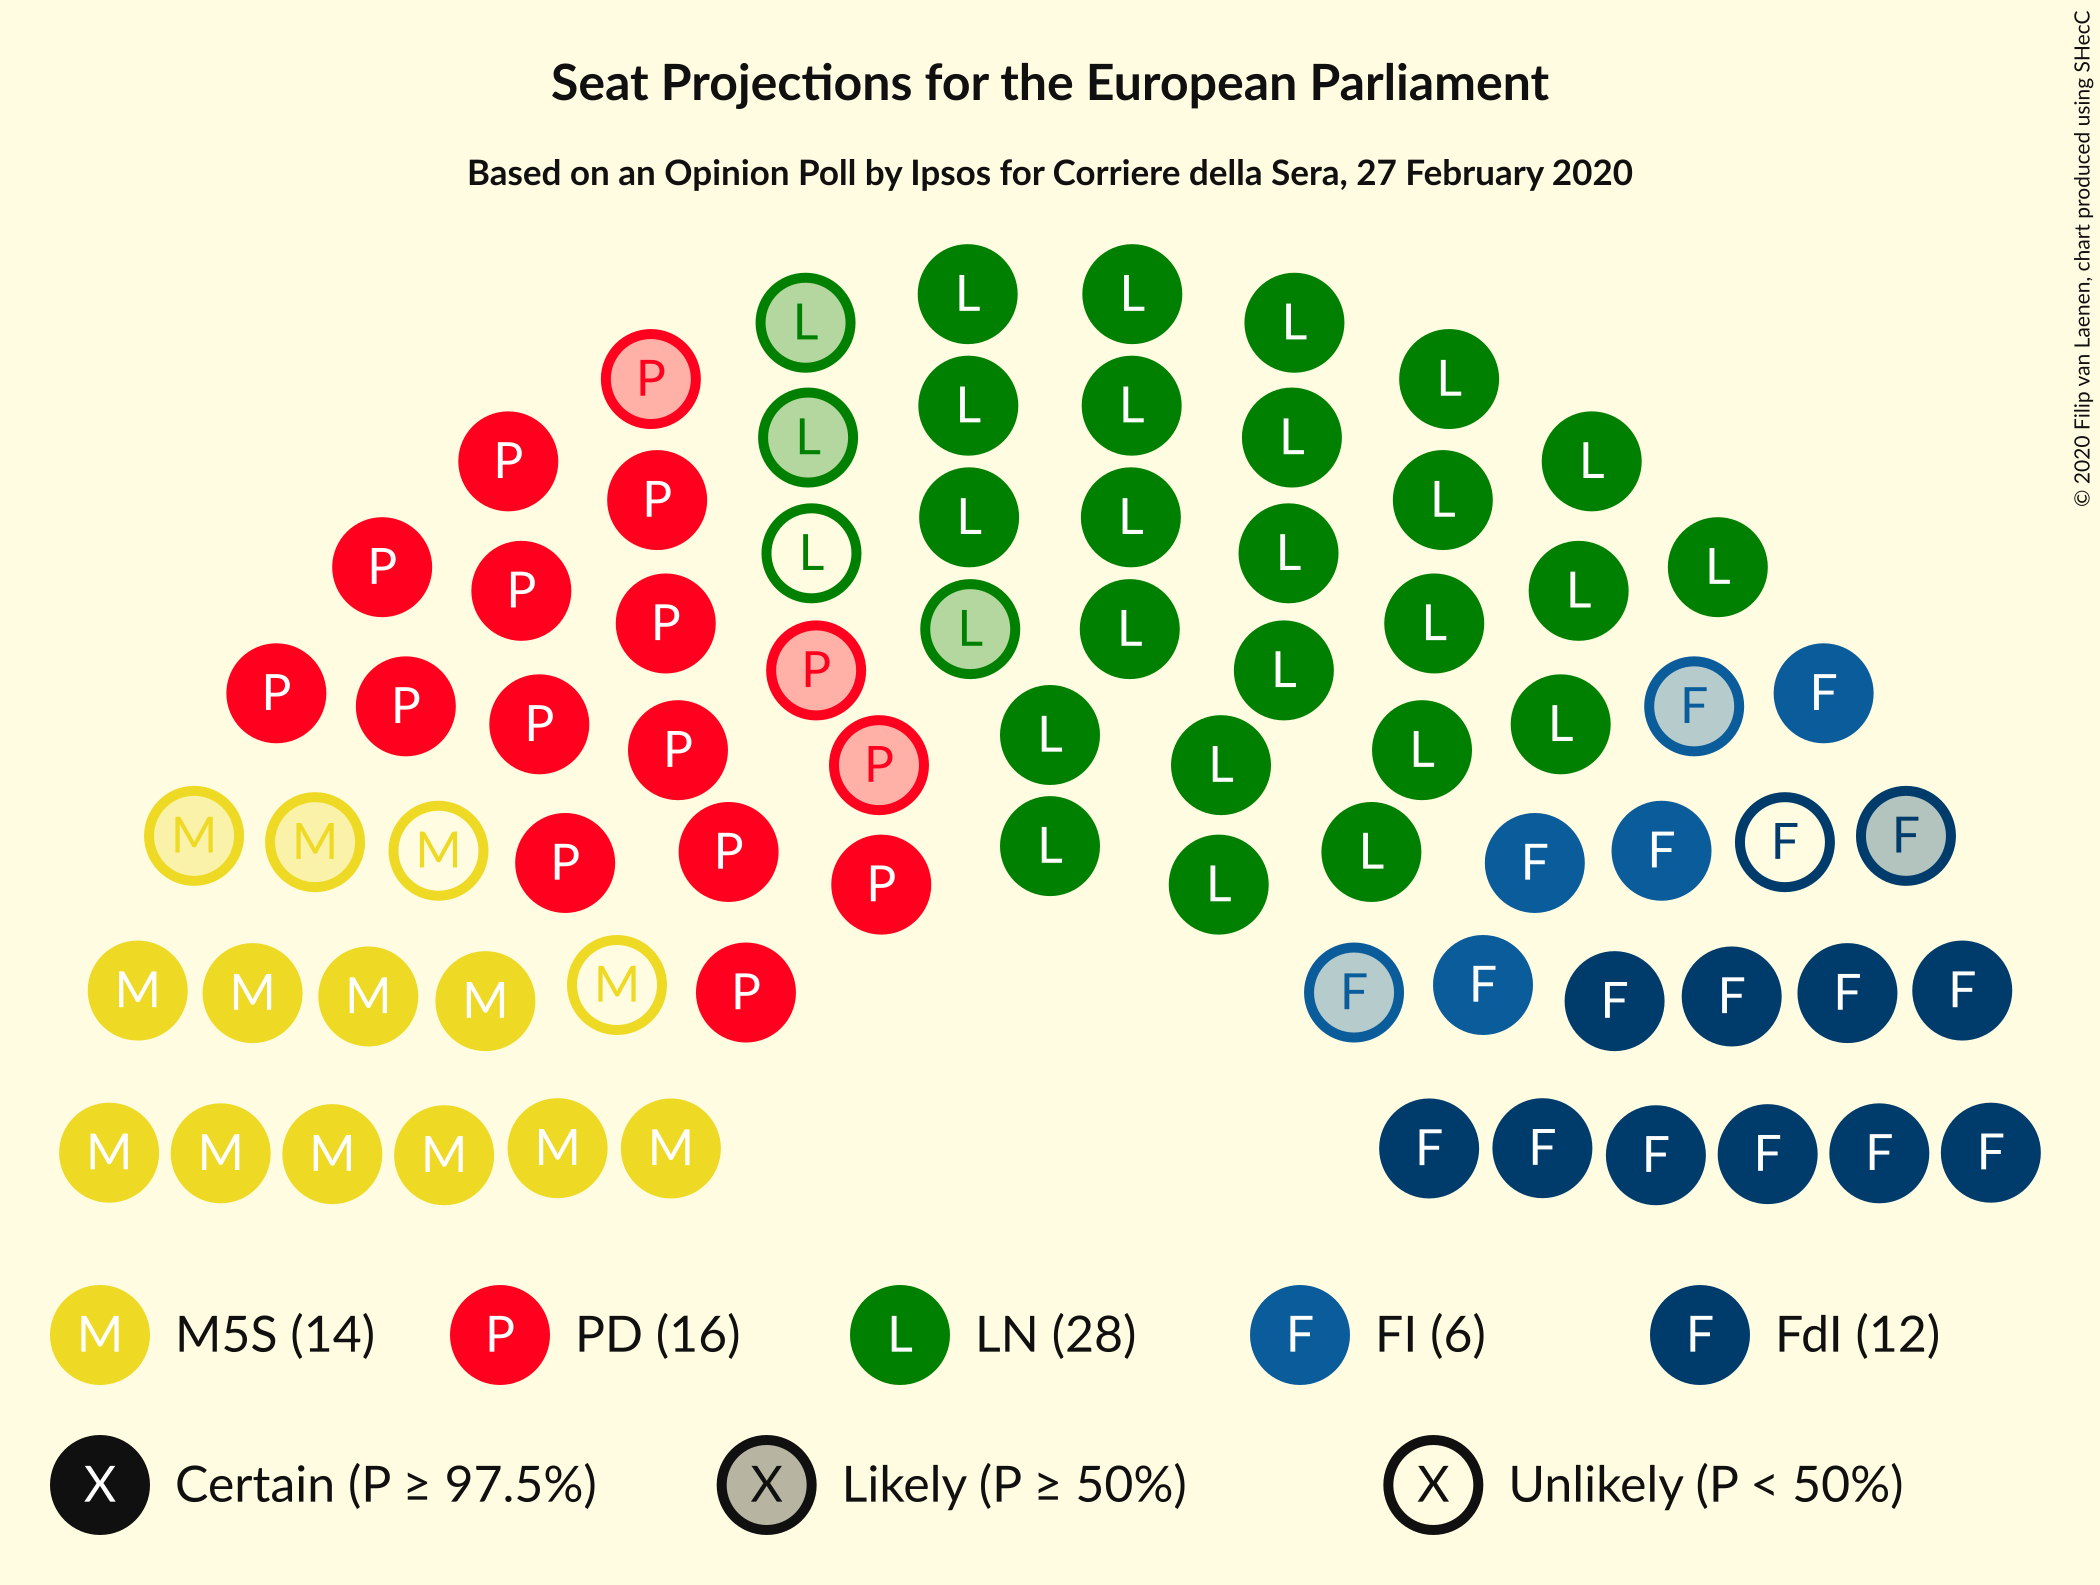 Seat Projections for the European Parliament
Based on an Opinion Poll by Ipsos for Corriere della Sera, 27 February 2020
© 2020 Filip van Laenen, chart produced using SHecC
L L
L L
P L
L L
L L
P L L
P P
L L
L L L
P P L L
P P L L
L L
P L
P F F
P P L
P L L
P L
M M M P P L L F F F F
P L
M M M M M P F F F F F F
M M M M M M F F F F F F
M M5S (14) P PD (16) L LN (28) F FI (6) F FdI (12)
X Certain (P ≥ 97.5%) X Likely (P ≥ 50%) X Unlikely (P < 50%)